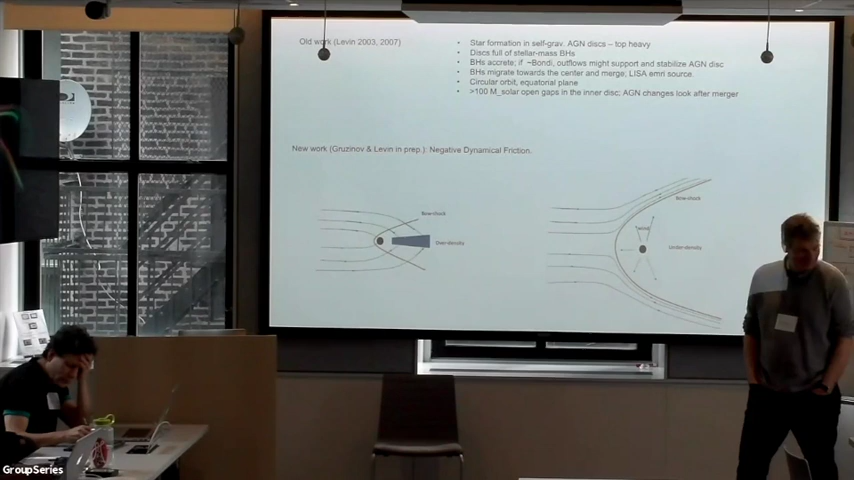 Old work (Levin 2003, 2007)
• Star formation in self-grav. AGN discs – top heavy
• Discs full of stellar-mass BHs
• BHs accrete; if ~Bondi, outflows might support and stabilize AGN disc
• BHs migrate towards the center and merge; LISA emri source.
• Circular orbit, equatorial plane
• >100 M_solar open gaps in the inner disc; AGN changes look after merger
New work (Gruzinov & Levin in prep.): Negative Dynamical Friction.
Bow-shock
Over-density
Bow-shock
Under-density
GroupSeries